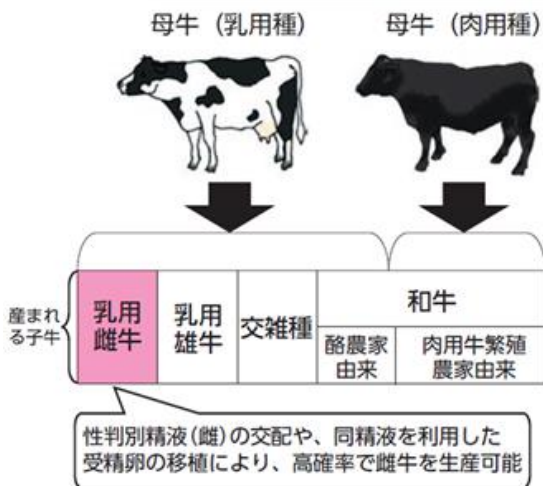 母牛（乳用種）
母牛（肉用種）
産まれ
る子牛
乳用
雌牛
乳用
雄牛
交雑種
和牛
酪農家
由来
肉用牛繁殖
農家由来
性判別精液（雌）の交配や、同精液を利用した
受精卵の移植により、高確率で雌牛を生産可能